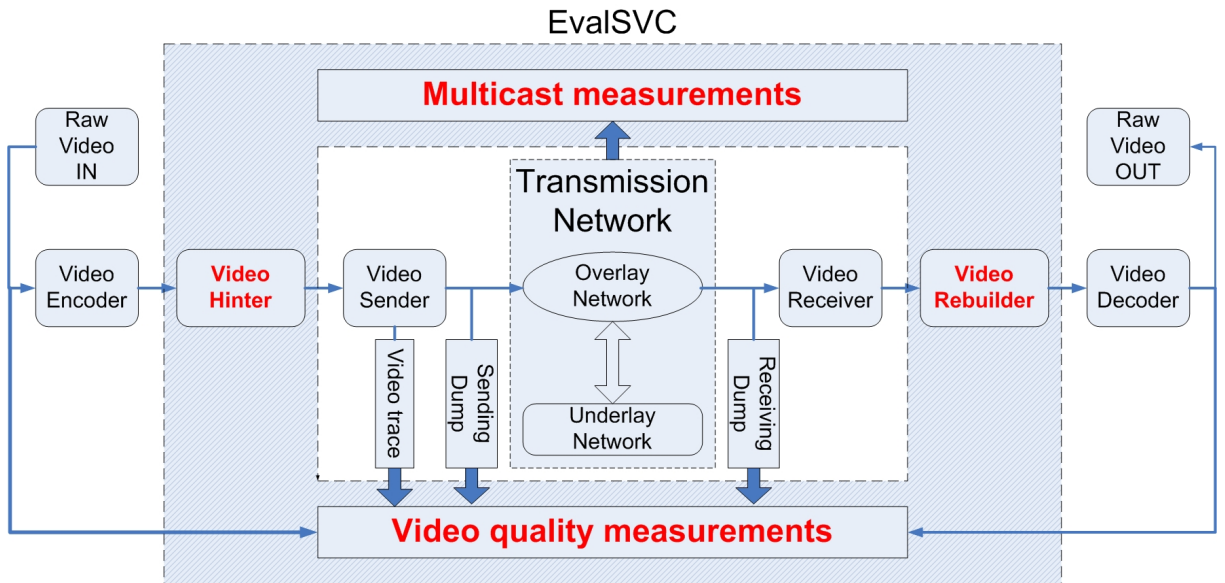 EvalSVC
Multicast measurements
Raw
Video
IN
Raw
Video
OUT
Transmission
Network
Video
Encoder
Video
Hinter
Video
Sender
Overlay
Network
Video
Receiver
Video
Rebuilder
Video
Decoder
Video trace
Sending
Dump
Underlay
Network
Receiving
Dump
Video quality measurements